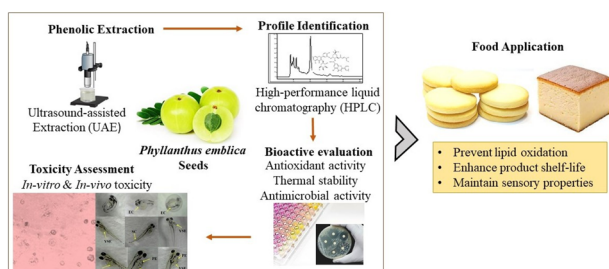 Phenolic Extraction
Profile Identification
Ultrasound-assisted
Extraction (UAE)
High-performance liquid
chromatography (HPLC)
Phyllanthus emblica
Seeds
Toxicity Assessment
In-vitro & In-vivo toxicity
Bioactive evaluation
Antioxidant activity
Thermal stability
Antimicrobial activity
Food Application
• Prevent lipid oxidation
• Enhance product shelf-life
• Maintain sensory properties